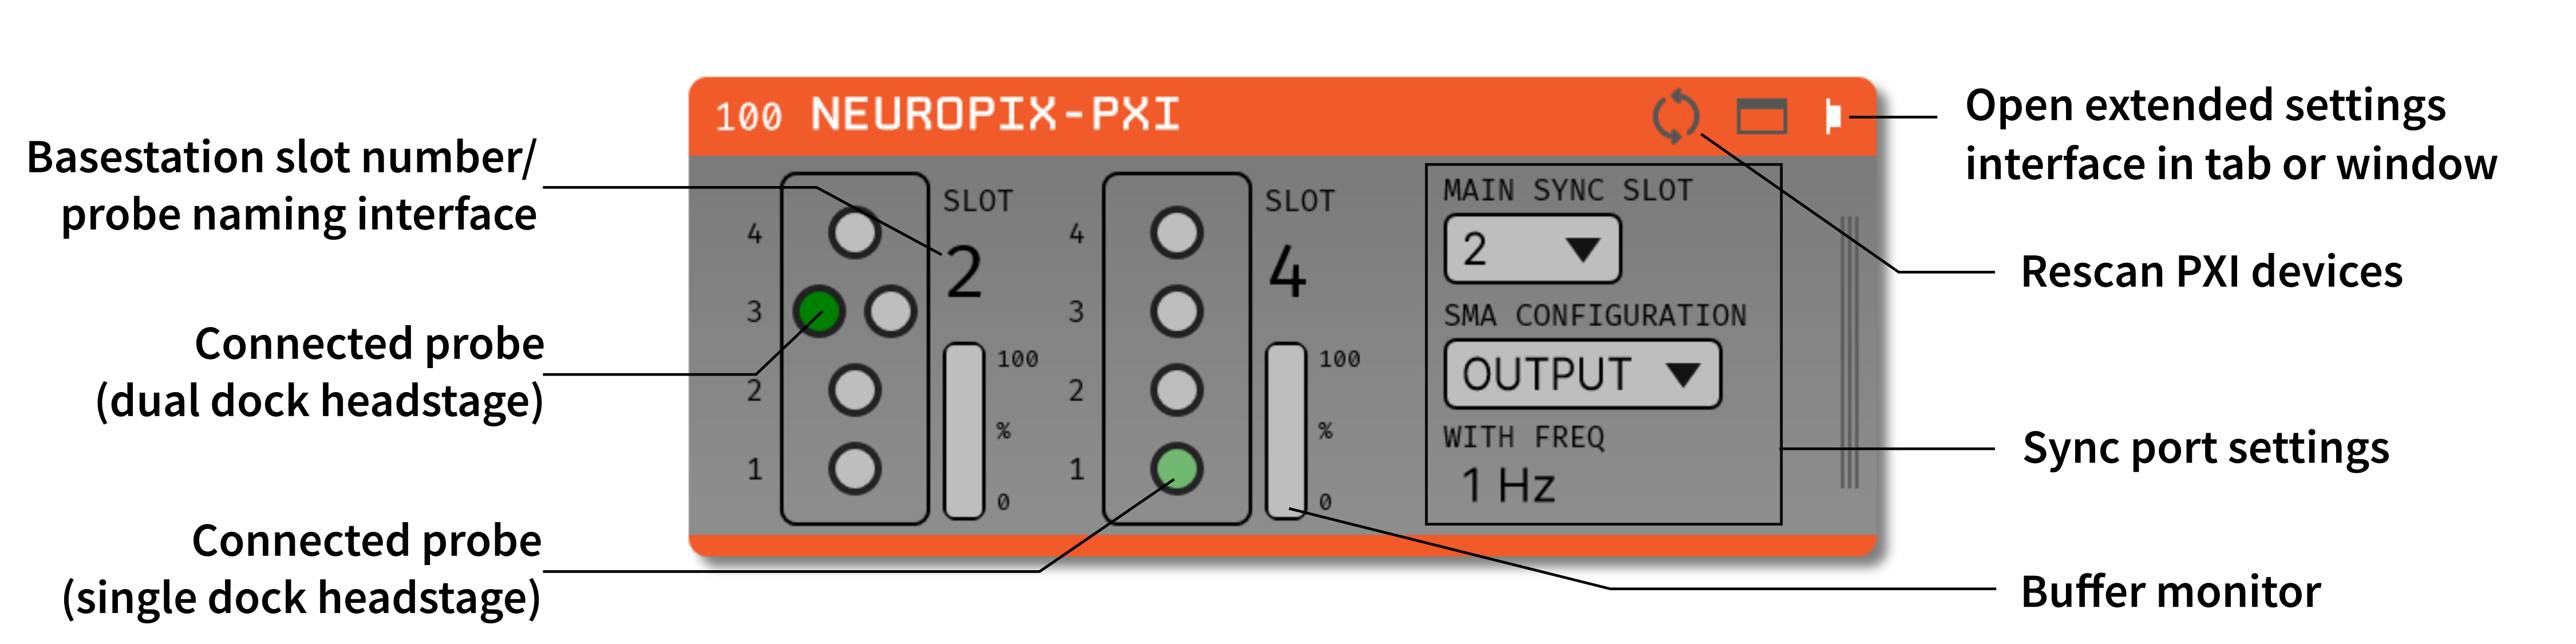 100 NEUROPIX-PXI
Basestation slot number/
probe naming interface
Connected probe
(dual dock headstage)
Connected probe
(single dock headstage)
4
3
2
1
SLOT
2
100
%
0
4
3
2
1
SLOT
4
100
%
0
MAIN SYNC SLOT
2
SMA CONFIGURATION
OUTPUT
WITH FREQ
1 Hz
Open extended settings
interface in tab or window
Rescan PXI devices
Sync port settings
Buffer monitor